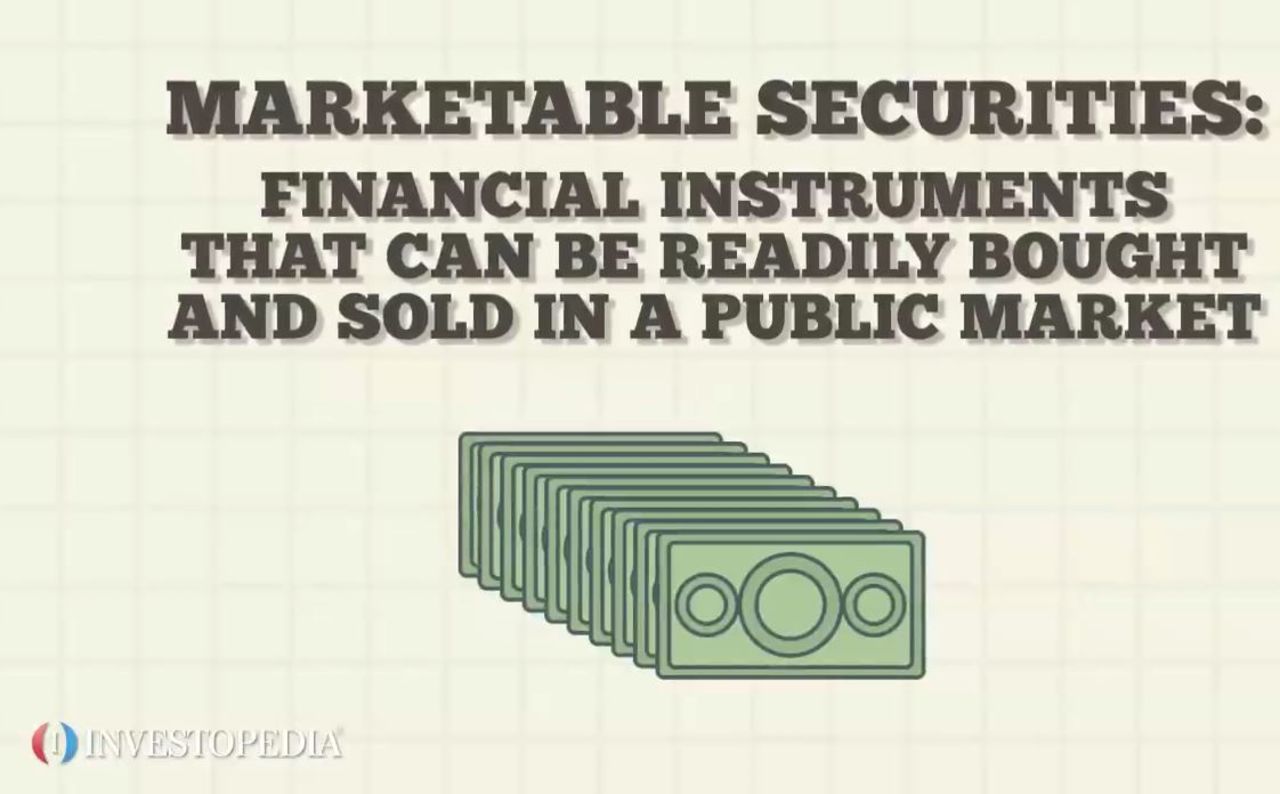 MARKETABLE SECURITIES:
FINANCIAL INSTRUMENTS
THAT CAN BE READILY BOUGHT
AND SOLD IN A PUBLIC MARKET
INVESTOPEDIA